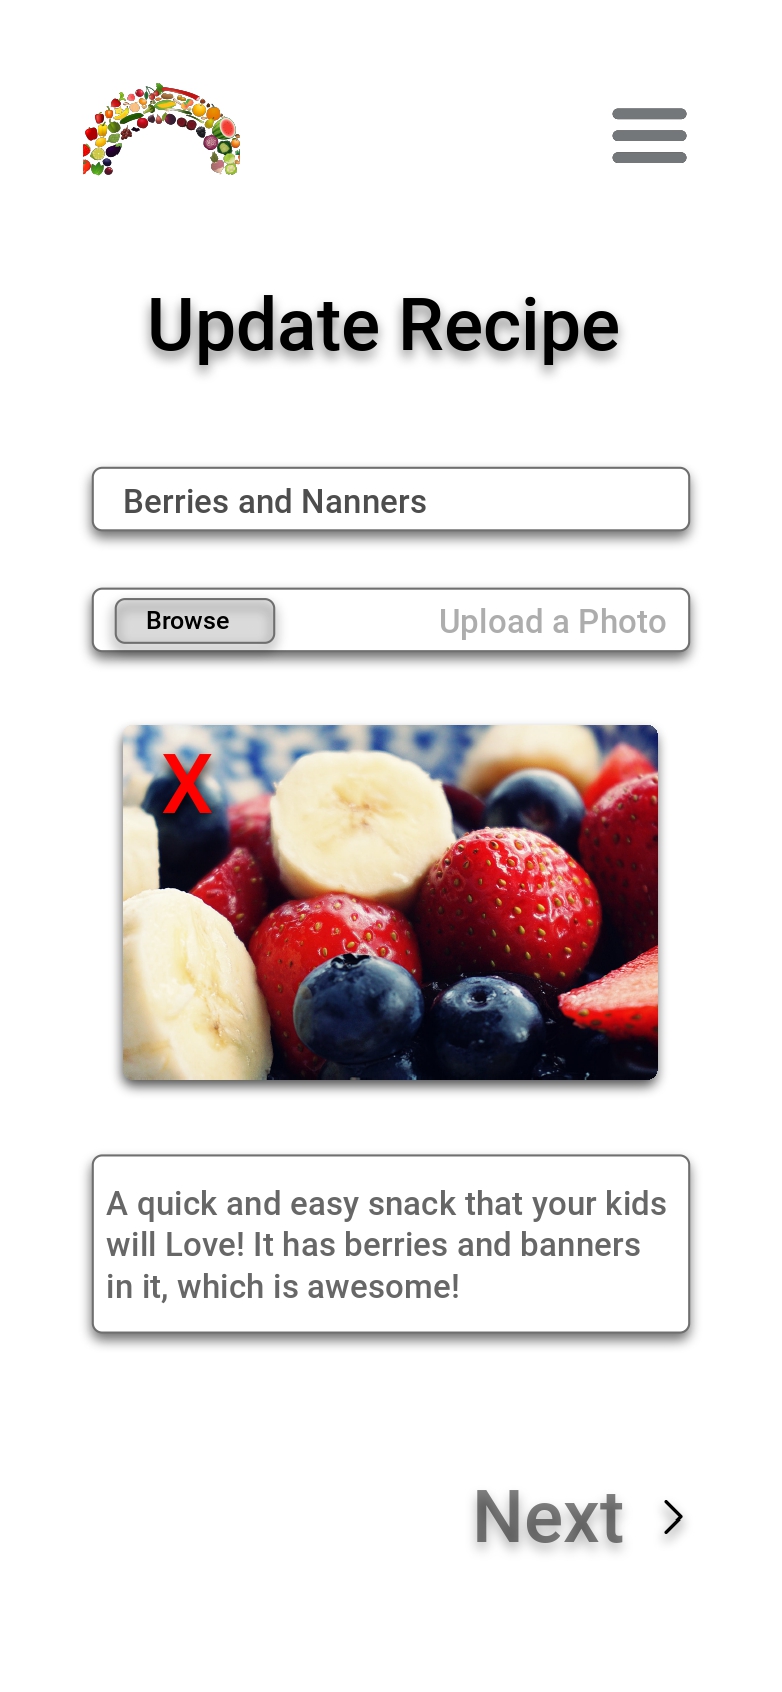 Update Recipe
Berries and Nanners
Browse
Upload a Photo
X
A quick and easy snack that your kids
will Love! It has berries and banners
in it, which is awesome!
Next